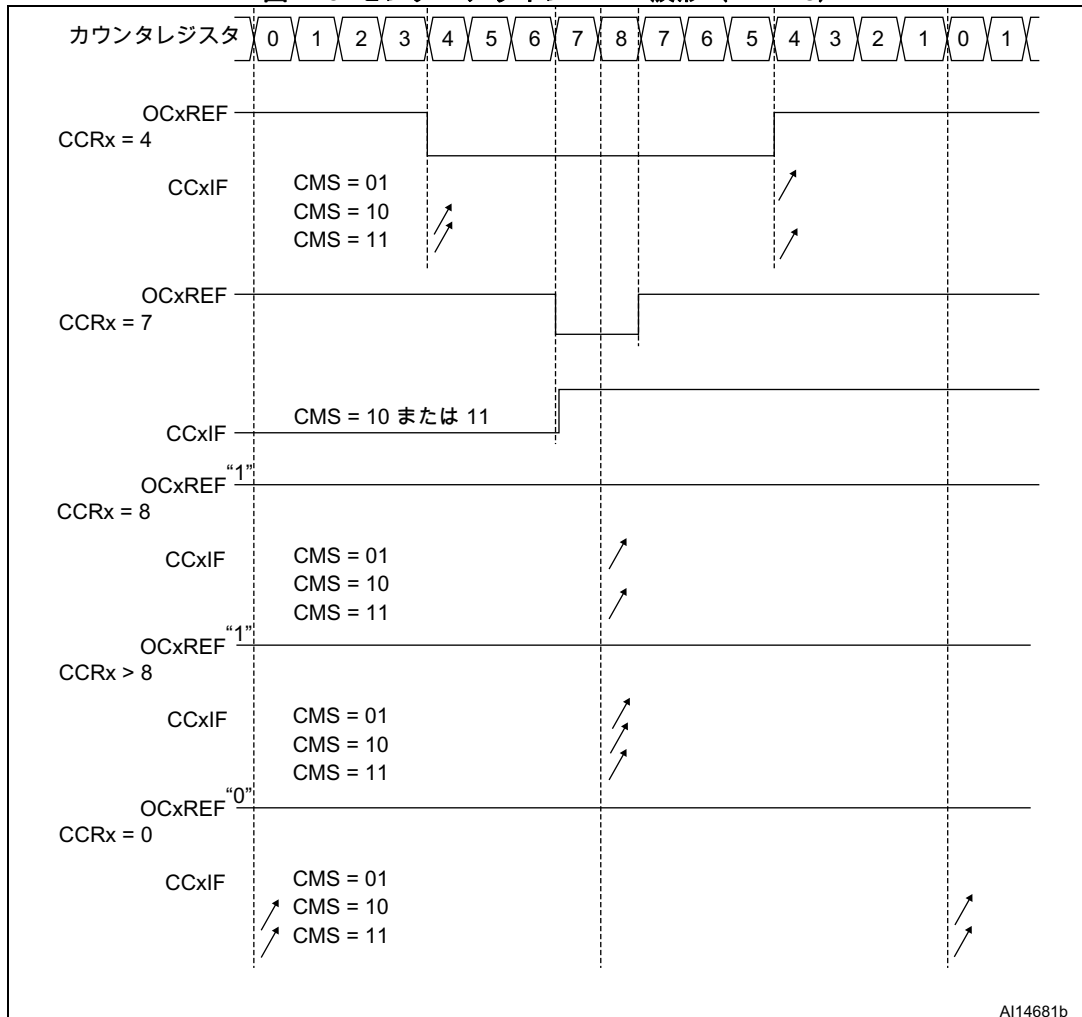 カウンタレジスタ 0 1 2 3 4 5 6 7 8 7 6 5 4 3 2 1 0 1
OCxREF
CCRx = 4
CCxIF CMS = 01
CMS = 10
CMS = 11
OCxREF
CCRx = 7
CMS = 10 または 11
CCxIF
OCxREF "1"
CCRx = 8
CCxIF CMS = 01
CMS = 10
CMS = 11
OCxREF "1"
CCRx > 8
CCxIF CMS = 01
CMS = 10
CMS = 11
OCxREF "0"
CCRx = 0
CCxIF CMS = 01
CMS = 10
CMS = 11
AI14681b